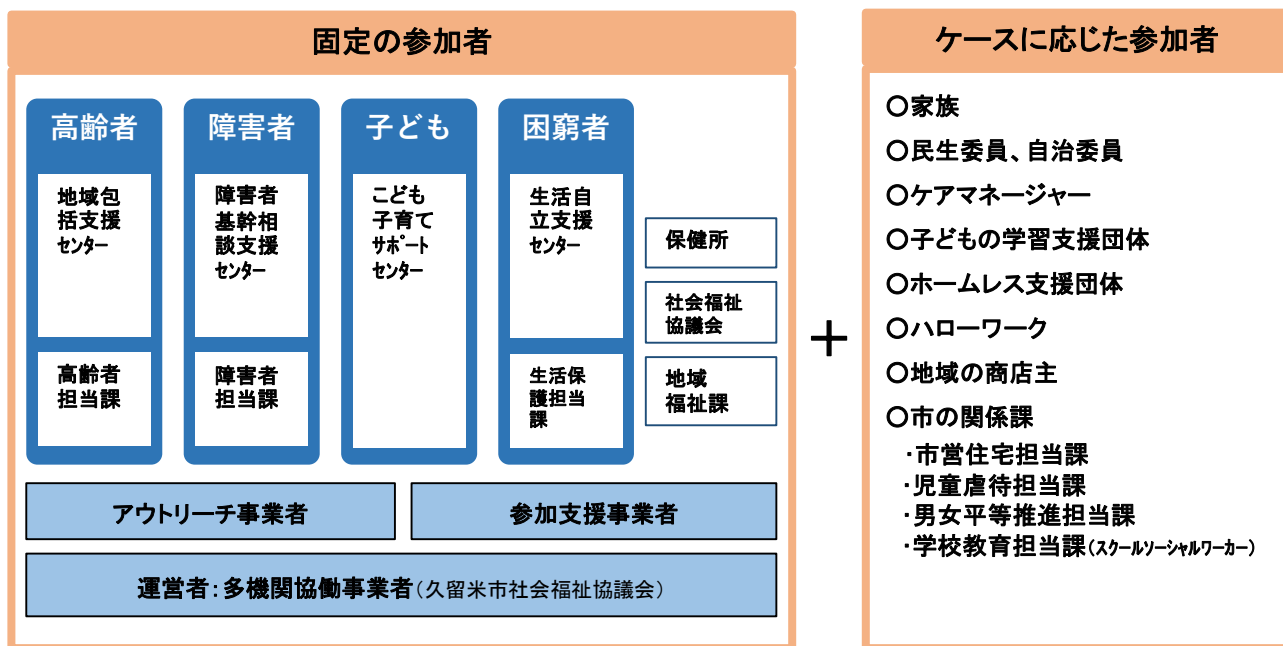 固定の参加者
高齢者
地域包
括支援
センター
高齢者
担当課
障害者
障害者
基幹相
談支援
センター
障害者
担当課
子ども
こども
子育て
サポート
センター
困窮者
生活自
立支援
センター
生活保
護担当
課
保健所
社会福祉
協議会
地域
福祉課
アウトリーチ事業者
参加支援事業者
運営者:多機関協働事業者(久留米市社会福祉協議会)
+
ケースに応じた参加者
○家族
○民生委員、自治委員
○ケアマネージャー
○子どもの学習支援団体
○ホームレス支援団体
○ハローワーク
○地域の商店主
○市の関係課
・市営住宅担当課
・児童虐待担当課
・男女平等推進担当課
・学校教育担当課(スクールソーシャルワーカー)